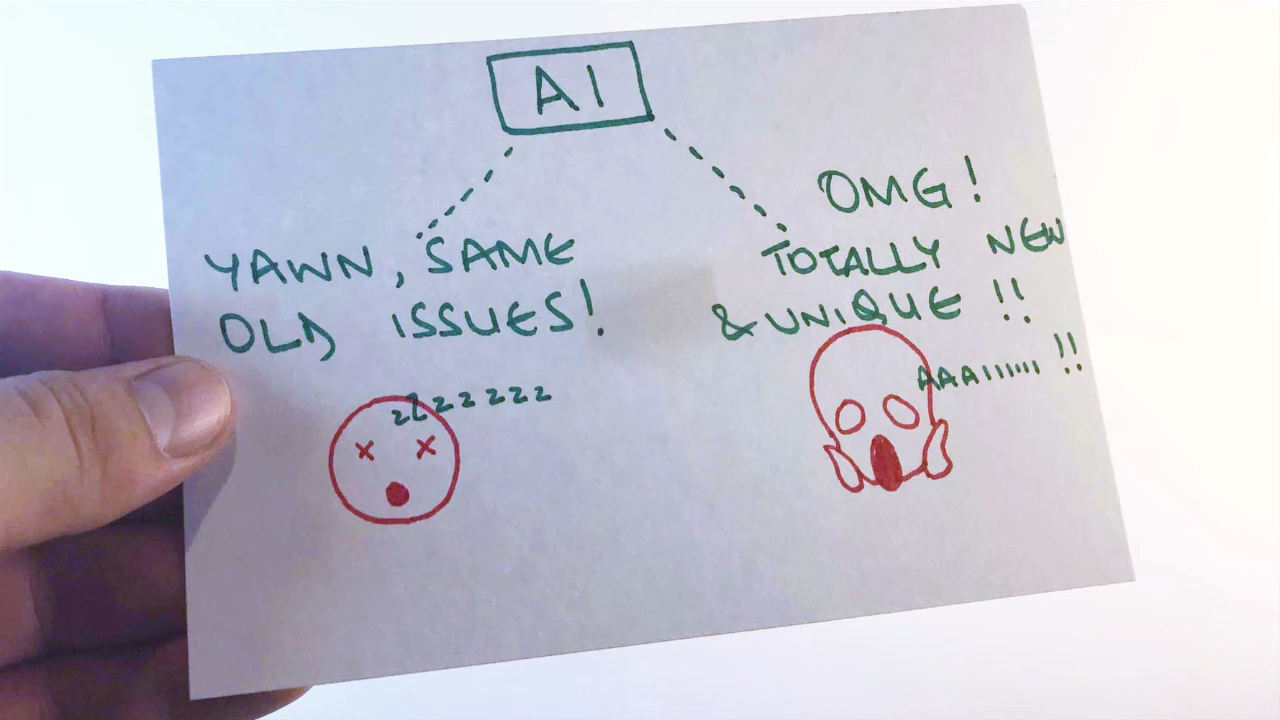 AI
YAWN, SAME
OLD ISSUES!
zzzzzzz
OMG!
TOTALLY NEW
& UNIQUE !!
AAAIIIIII !!